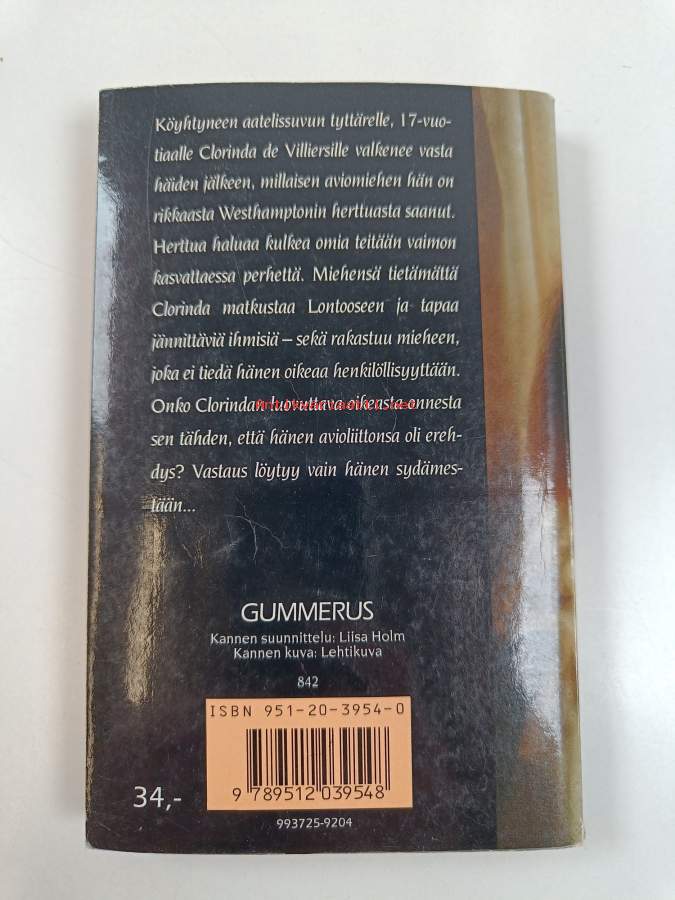 Köyhtyneen aatelissuvun tyttärelle, 17-vuo-
tiaalle Clorinda de Villiersille valkenee vasta
häiden jälkeen, millaisen aviomiehen hän on
rikkaasta Westhamptonin herttuasta saanut.
Herttua haluaa kulkea omia teitään vaimon
kasvattaessa perhettä. Miehensä tietämättä
Clorinda matkustaa Lontooseen ja tapaa
jännittäviä ihmisiä – sekä rakastuu mieheen,
joka ei tiedä hänen oikeaa henkilöllisyyttään.
Onko Clorindan luovuttava oikeasta onnesta
sen tähden, että hänen avioliittonsa oli ereh-
dys? Vastaus löytyy vain hänen sydämes-
tään...
GUMMERUS
Kannen suunnittelu: Liisa Holm
Kannen kuva: Lehtikuva
842
ISBN 951-20-3954-0
34,-
9 789512 039548
993725-9204